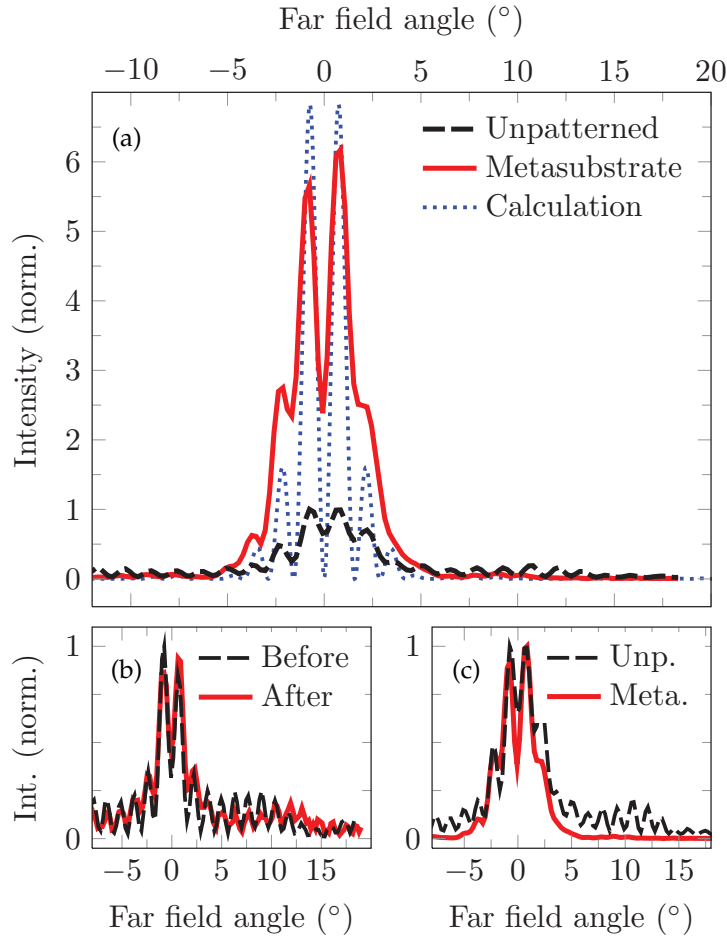 Far field angle (°)
−10 −5 0 5 10 15 20
(a)
Unpatterned
Metasubstrate
Calculation
Intensity (norm.)
6
5
4
3
2
1
0
(b)
Before
After
Int. (norm.)
1
0
−5 0 5 10 15
Far field angle (°)
(c)
Unp.
Meta.
1
0
−5 0 5 10 15
Far field angle (°)